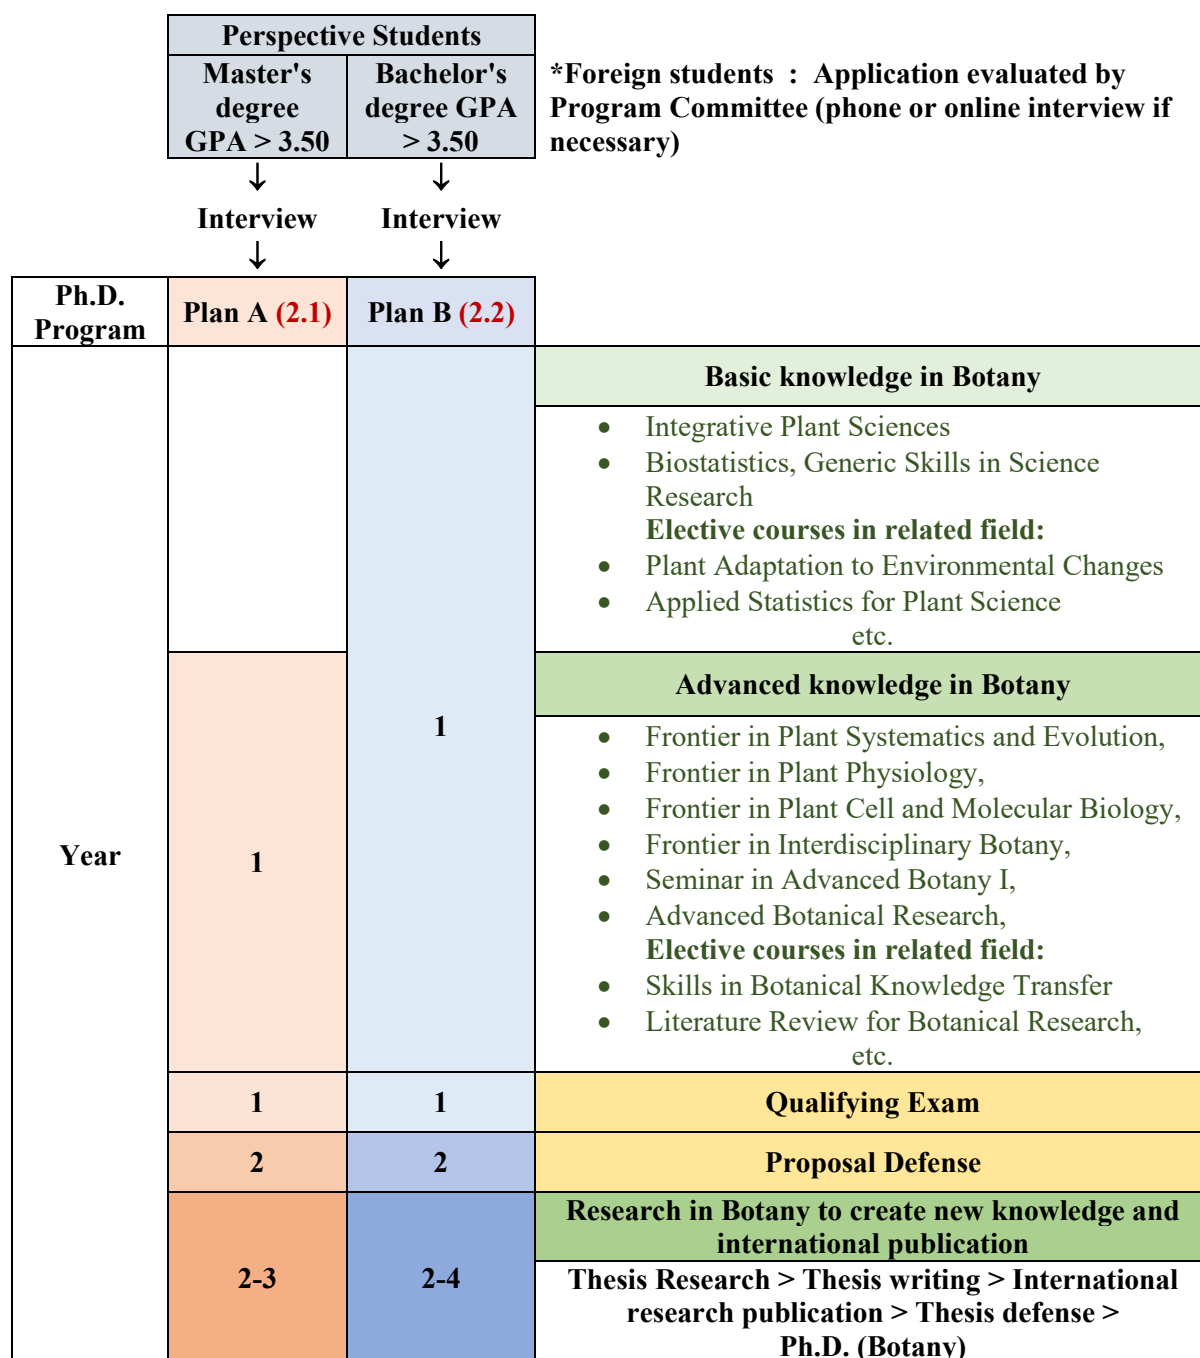 Perspective Students
Master's
degree
GPA > 3.50
Bachelor's
degree GPA
> 3.50
*Foreign students : Application evaluated by
Program Committee (phone or online interview if
necessary)
↓
↓
Interview
Interview
↓
↓
Ph.D.
Program
Plan A (2.1)
Plan B (2.2)
Year
Basic knowledge in Botany
• Integrative Plant Sciences
• Biostatistics, Generic Skills in Science
Research
Elective courses in related field:
• Plant Adaptation to Environmental Changes
• Applied Statistics for Plant Science
etc.
1
1
Advanced knowledge in Botany
• Frontier in Plant Systematics and Evolution,
• Frontier in Plant Physiology,
• Frontier in Plant Cell and Molecular Biology,
• Frontier in Interdisciplinary Botany,
• Seminar in Advanced Botany I,
• Advanced Botanical Research,
Elective courses in related field:
• Skills in Botanical Knowledge Transfer
• Literature Review for Botanical Research,
etc.
1
1
Qualifying Exam
2
2
Proposal Defense
2-3
2-4
Research in Botany to create new knowledge and
international publication
Thesis Research > Thesis writing > International
research publication > Thesis defense >
Ph.D. (Botany)